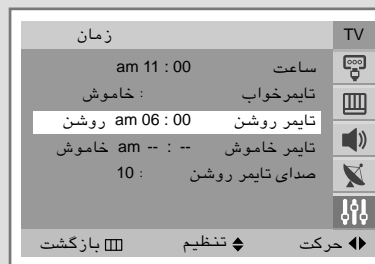 زمان
TV
ساعت am 11 : 00
تایمرخواب : خاموش
تایمر روشن am 06 : 00 روشن
تایمر خاموش am -- : -- خاموش
صدای تایمر روشن : 10
حرکت تنظیم بازگشت